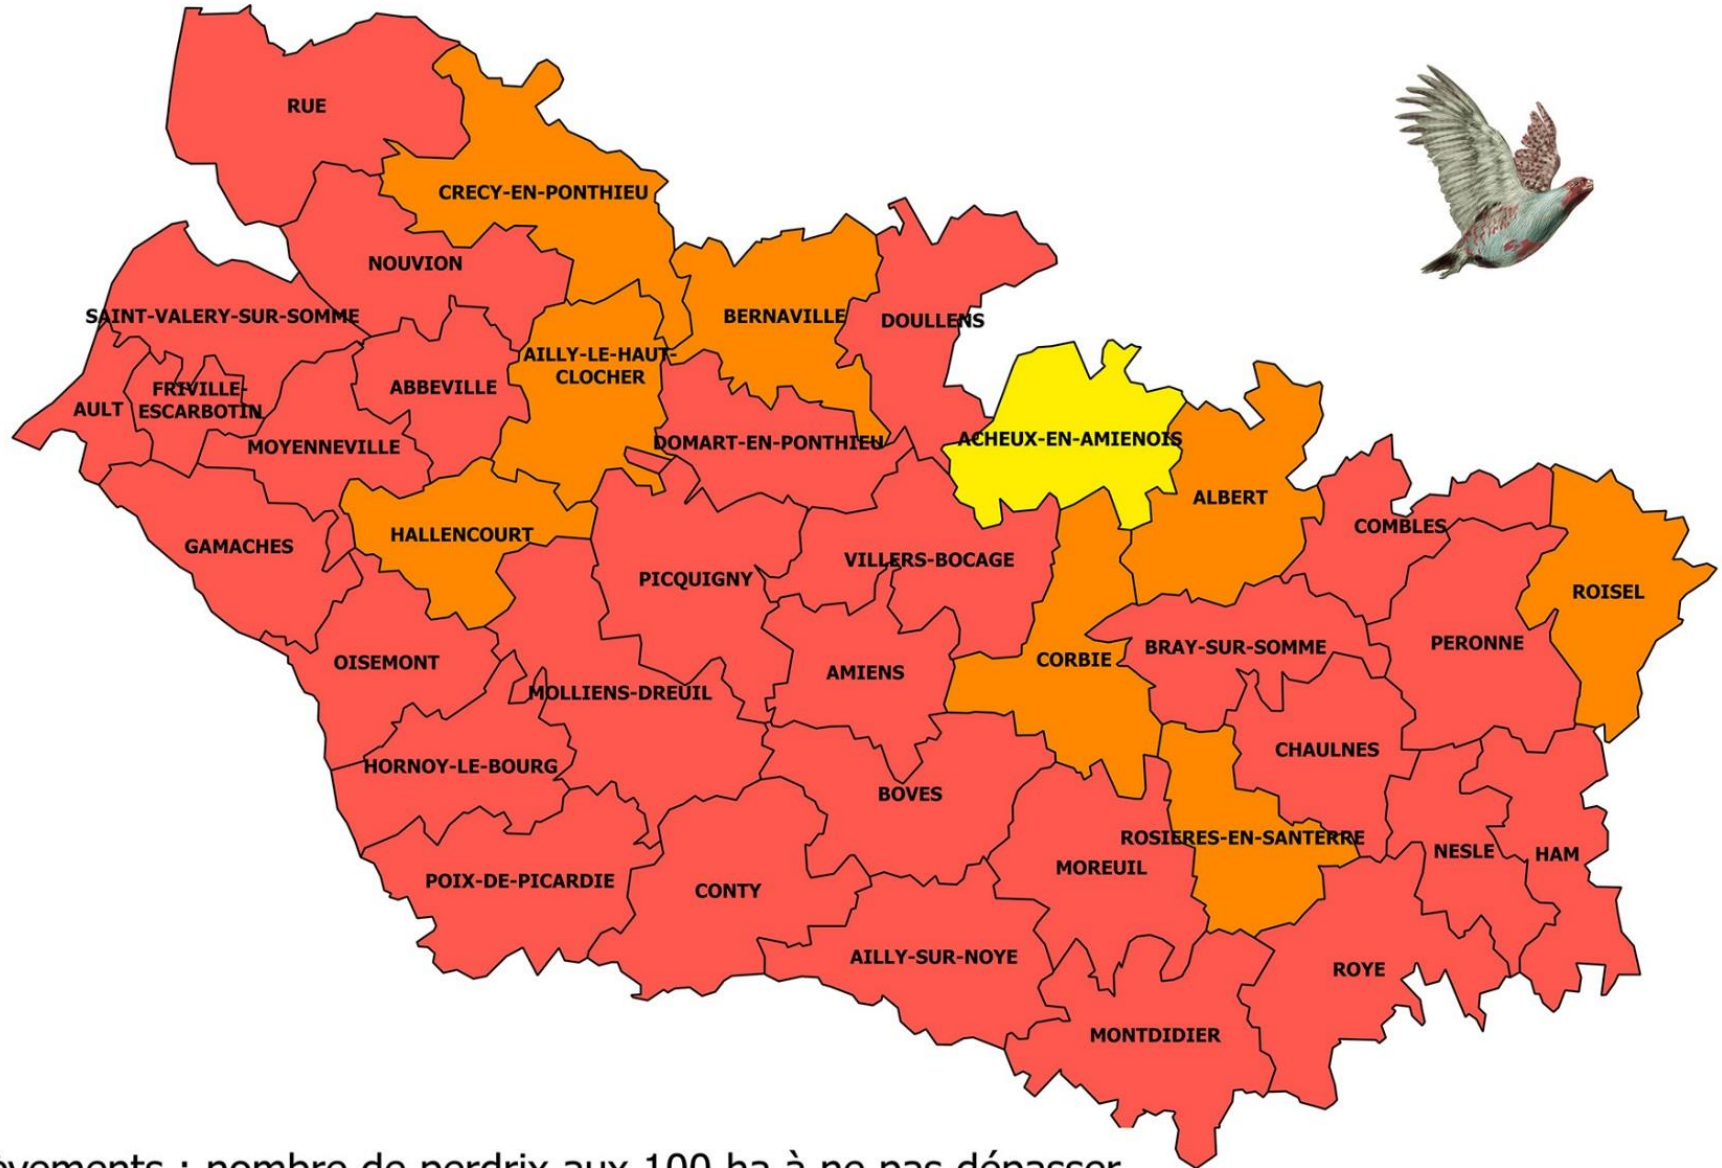 RUE
CRECY-EN-PONTHIEU
NOUVION
SAINT-VALERY-SUR-SOMME
BERNAVILLE
DOULLENS
AILLY-LE-HAUT-
CLOCHER
ABBEVILLE
FRIVILLE-
ESCARBOTIN
AULT
MOYENNEVILLE
DOMART-EN-PONTHIEU
ACHEUX-EN-AMIENOIS
ALBERT
COMBLES
HALLENCOURT
GAMACHES
VILLERS-BOCAGE
PICQUIGNY
ROISEL
PERONNE
BRAY-SUR-SOMME
CORBIE
OISEMONT
AMIENS
MOLLIENS-DREUIL
CHAULNES
HORNOY-LE-BOURG
BOVES
ROSIERES-EN-SANTERRE
NESLE
HAM
MOREUIL
POIX-DE-PICARDIE
CONTY
AILLY-SUR-NOYE
ROYE
MONTDIDIER
: nombre de perdrix aux 100 ha à ne pas dépasser